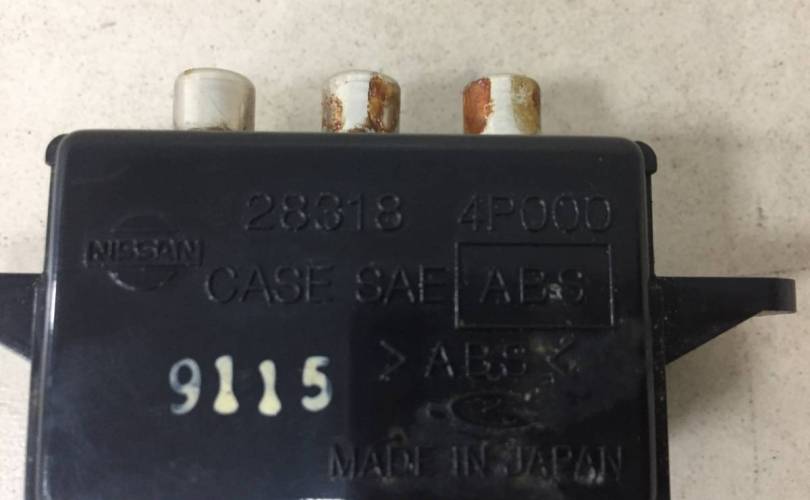 28318 4P000
NISSAN
CASE SAE ABS
>ABS<
9115
MADE IN JAPAN